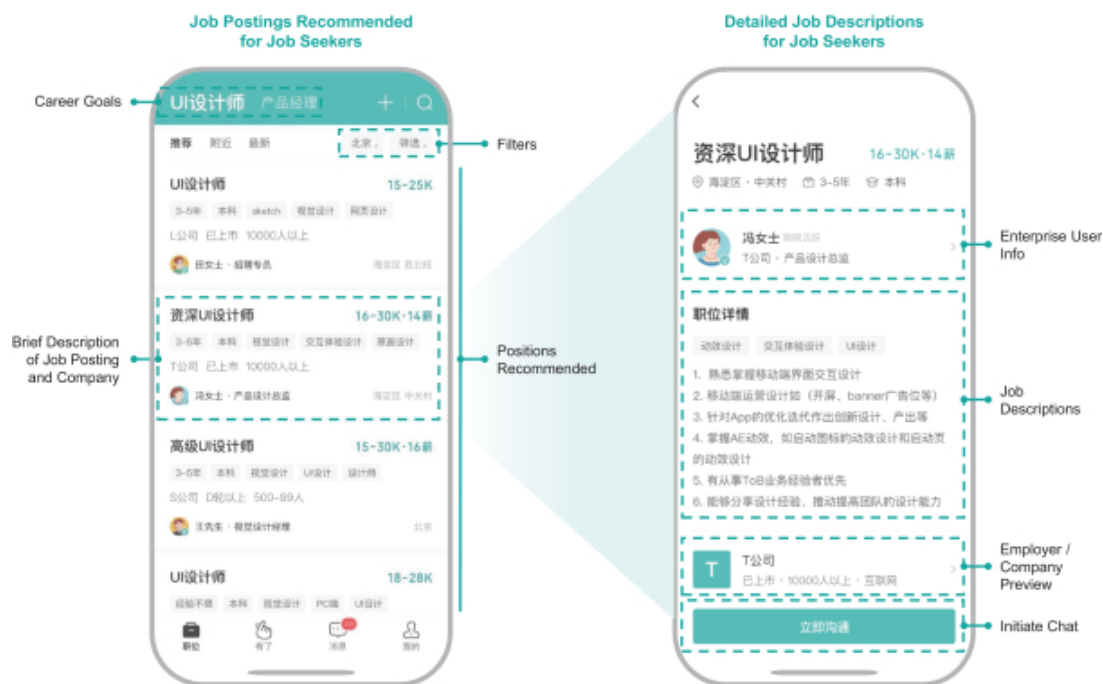 Job Postings Recommended
for Job Seekers
Detailed Job Descriptions
for Job Seekers
Career Goals
UI设计师 产品经理
推荐 附近 最新 北京 筛选
Filters
UI设计师 15-25K
3-5年 本科 sketch 视觉设计 网页设计
L公司 已上市 10000人以上
田女士·招聘专员 海淀区 西北旺
资深UI设计师 16-30K·14薪
3-5年 本科 视觉设计 交互体验设计 原画设计
T公司 已上市 10000人以上
冯女士·产品设计总监 海淀区 中关村
Brief Description
of Job Posting
and Company
Positions
Recommended
高级UI设计师 15-30K·16薪
3-5年 本科 视觉设计 UI设计 设计师
S公司 D轮以上 500-99人
王先生·视觉设计经理 北京
UI设计师 18-28K
经验不限 本科 视觉设计 PC端 UI设计
职位 有了 消息 我的
资深UI设计师 16-30K·14薪
海淀区·中关村 3-5年 本科
冯女士 刚刚活跃
T公司·产品设计总监
Enterprise User
Info
职位详情
动效设计 交互体验设计 UI设计
1. 熟悉掌握移动端界面交互设计
2. 移动端运营设计如（开屏、banner广告位等）
3. 针对App的优化迭代作出创新设计、产出等
4. 掌握AE动效，如启动图标的动效设计和启动页
的动效设计
5. 有从事ToB业务经验者优先
6. 能够分享设计经验、推动提高团队的设计能力
Job
Descriptions
T
T公司
已上市·10000人以上·互联网
Employer /
Company
Preview
立即沟通
Initiate Chat